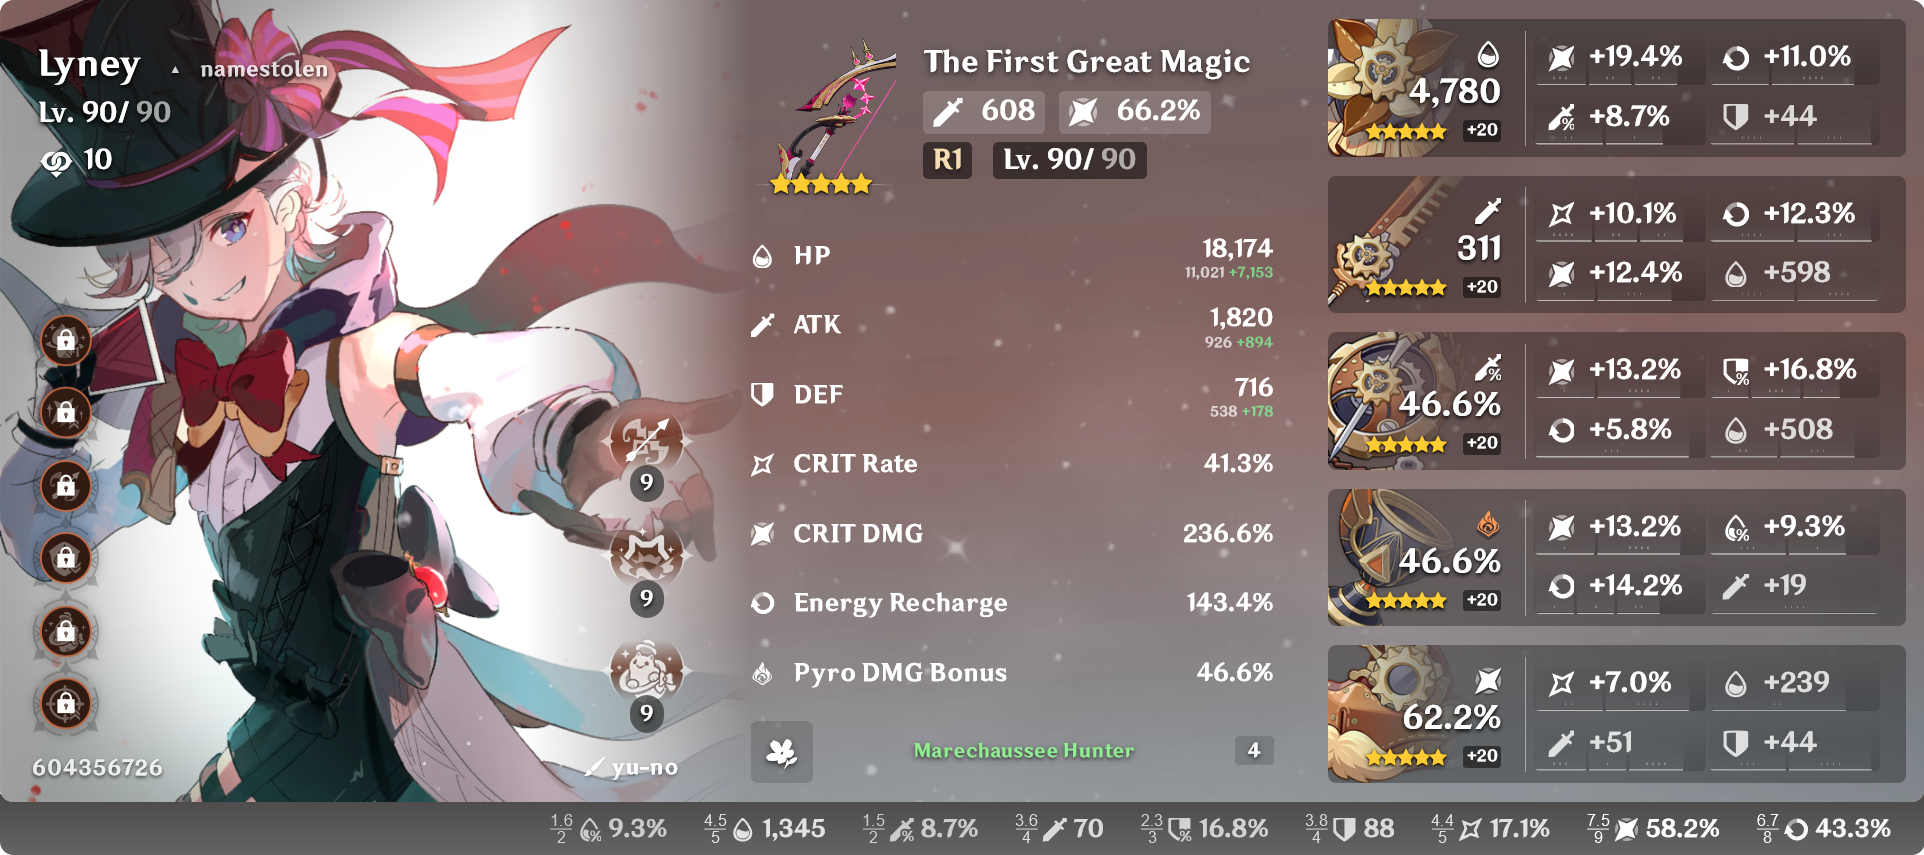 Lyney ▲ namestolen
Lv. 90/ 90
10
9
9
9
604356726
yu-no
The First Great Magic
608 66.2%
R1 Lv. 90/ 90
HP 18,174
11,021 +7,153
ATK 1,820
926 +894
DEF 716
538 +178
CRIT Rate 41.3%
CRIT DMG 236.6%
Energy Recharge 143.4%
Pyro DMG Bonus 46.6%
Marechaussee Hunter 4
4,780
+20
+19.4% +11.0%
+8.7% +44
311
+20
+10.1% +12.3%
+12.4% +598
46.6%
+20
+13.2% +16.8%
+5.8% +508
46.6%
+20
+13.2% +9.3%
+14.2% +19
62.2%
+20
+7.0% +239
+51 +44
1.6/2 9.3% 4.5/5 1,345 1.5/2 8.7% 3.6/4 70 2.3/3 16.8% 3.8/4 88 4.4/5 17.1% 7.5/9 58.2% 6.7/8 43.3%